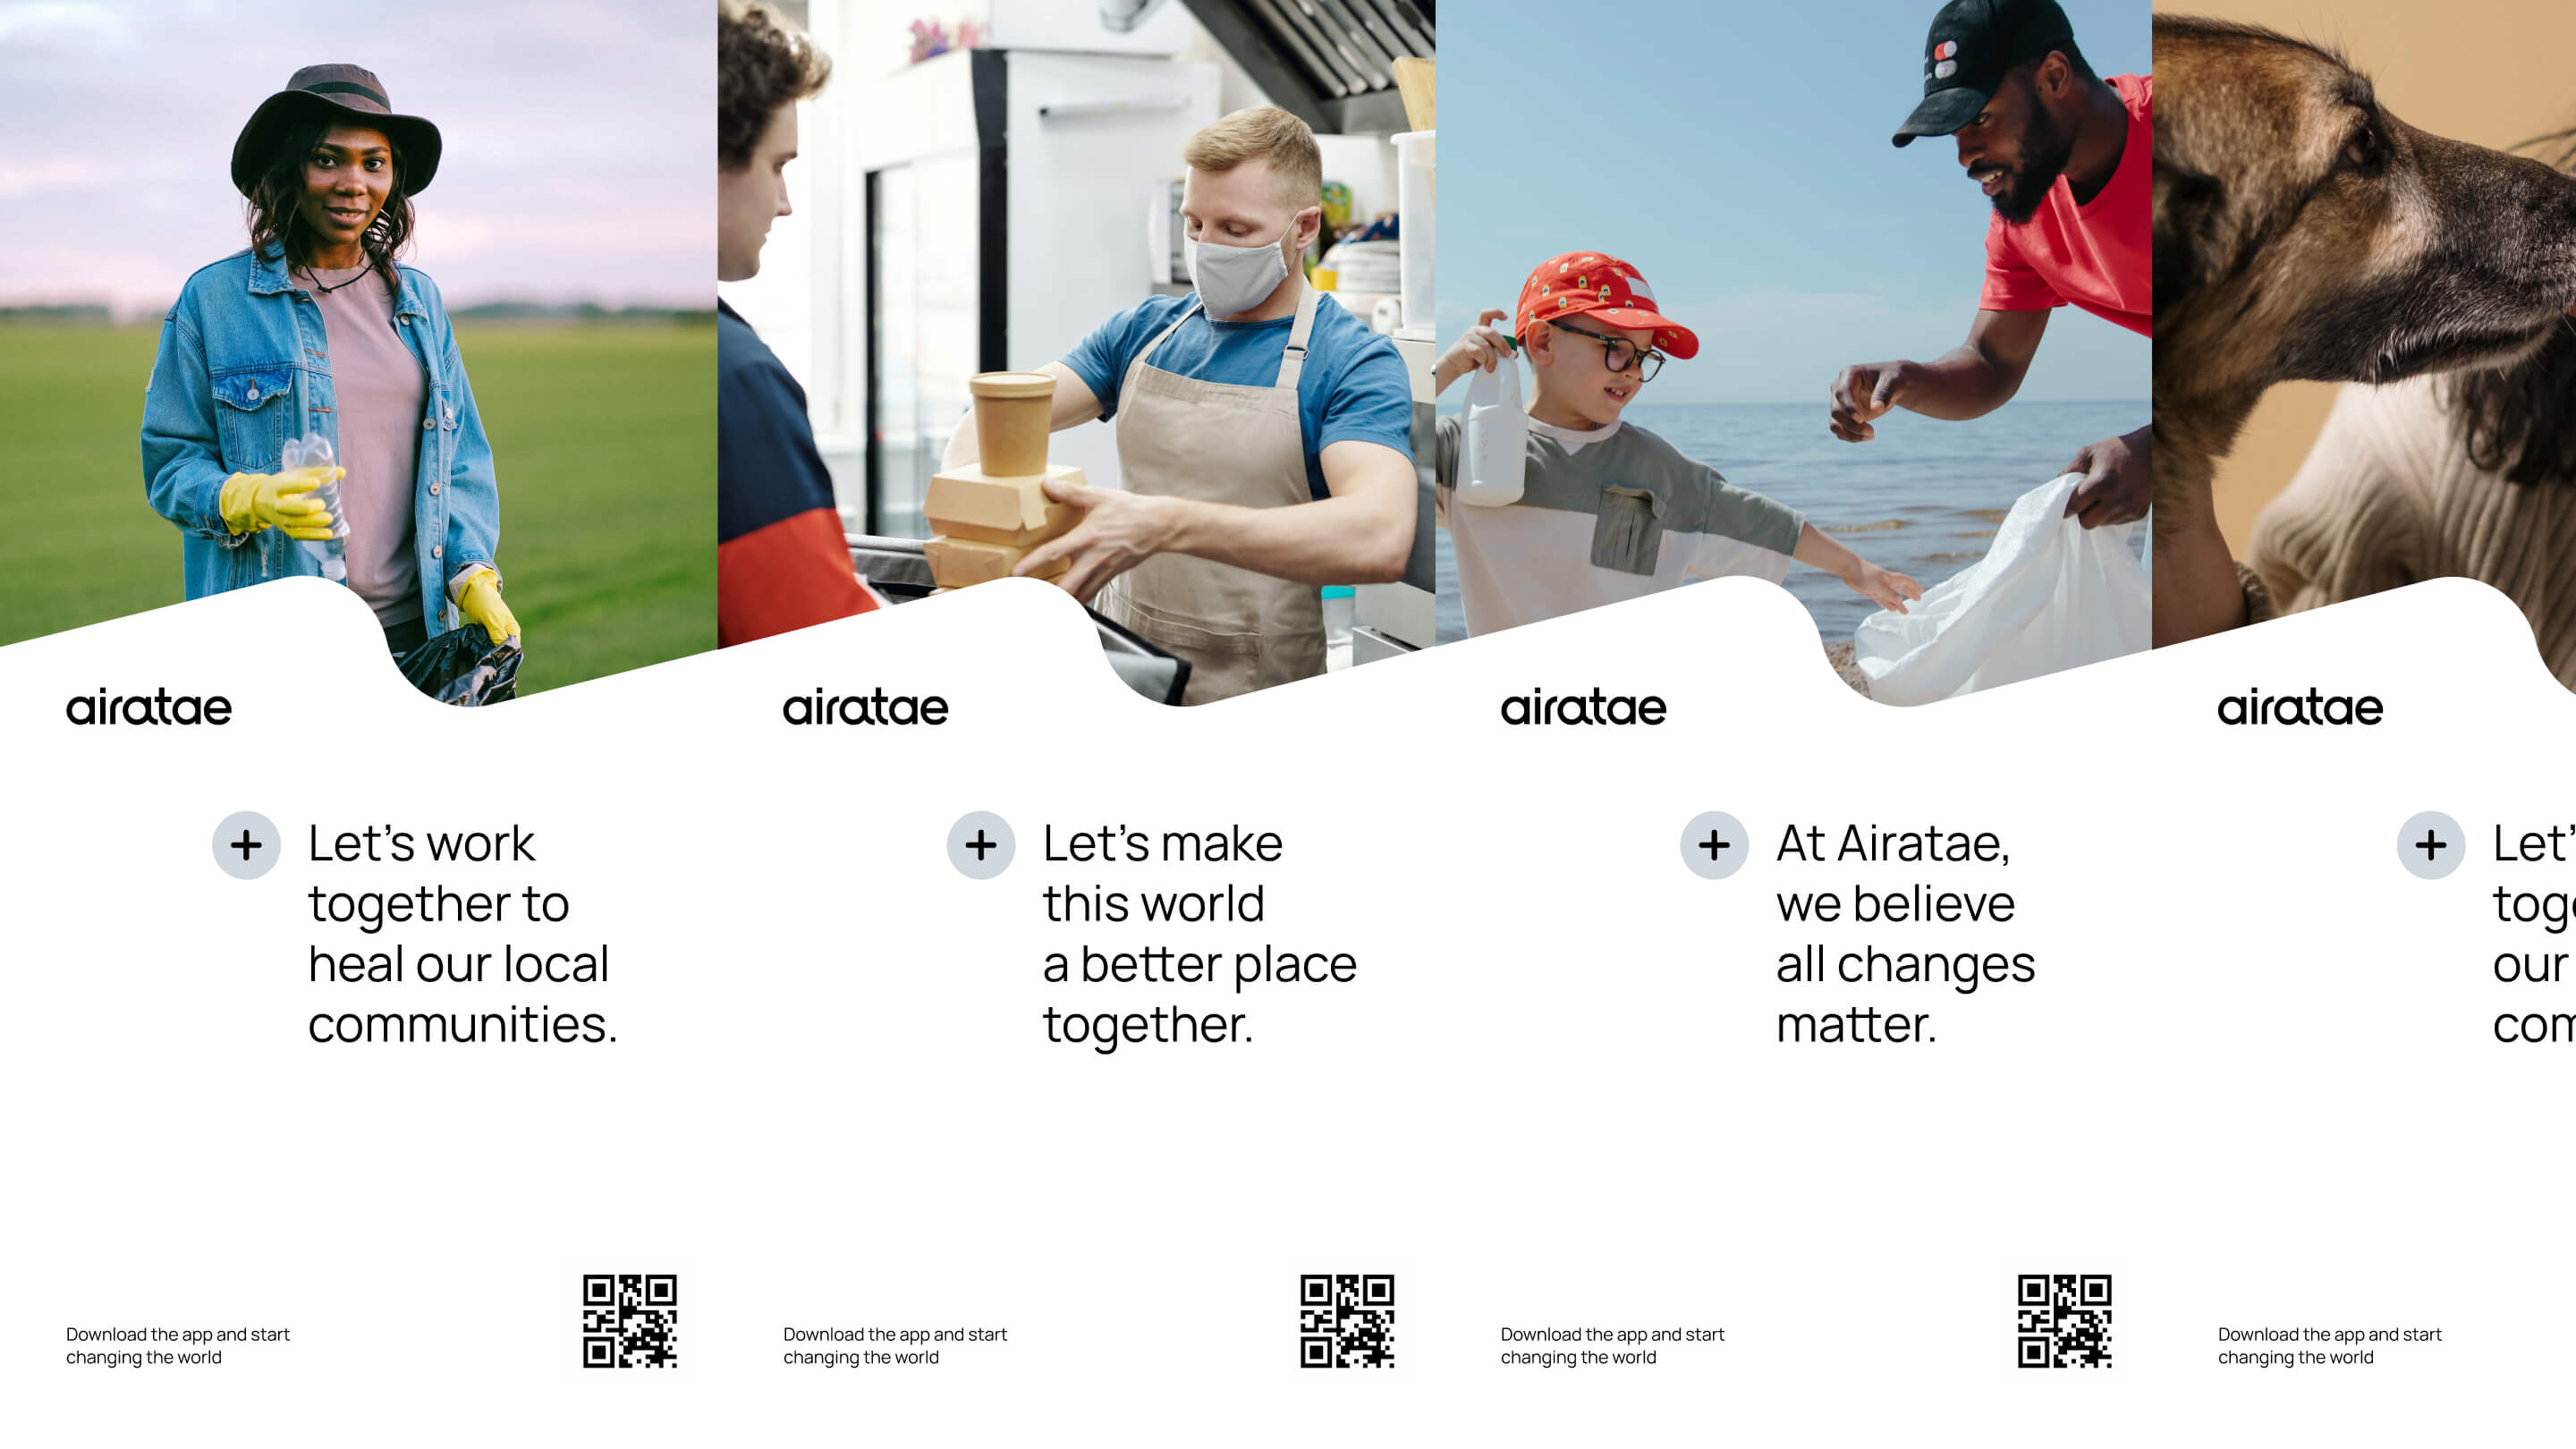 airatae
Let's work
together to
heal our local
communities.
Download the app and start
changing the world
airatae
Let's make
this world
a better place
together.
Download the app and start
changing the world
airatae
At Airatae,
we believe
all changes
matter.
Download the app and start
changing the world
airatae
Let'
our
Download the app and start
changing the world